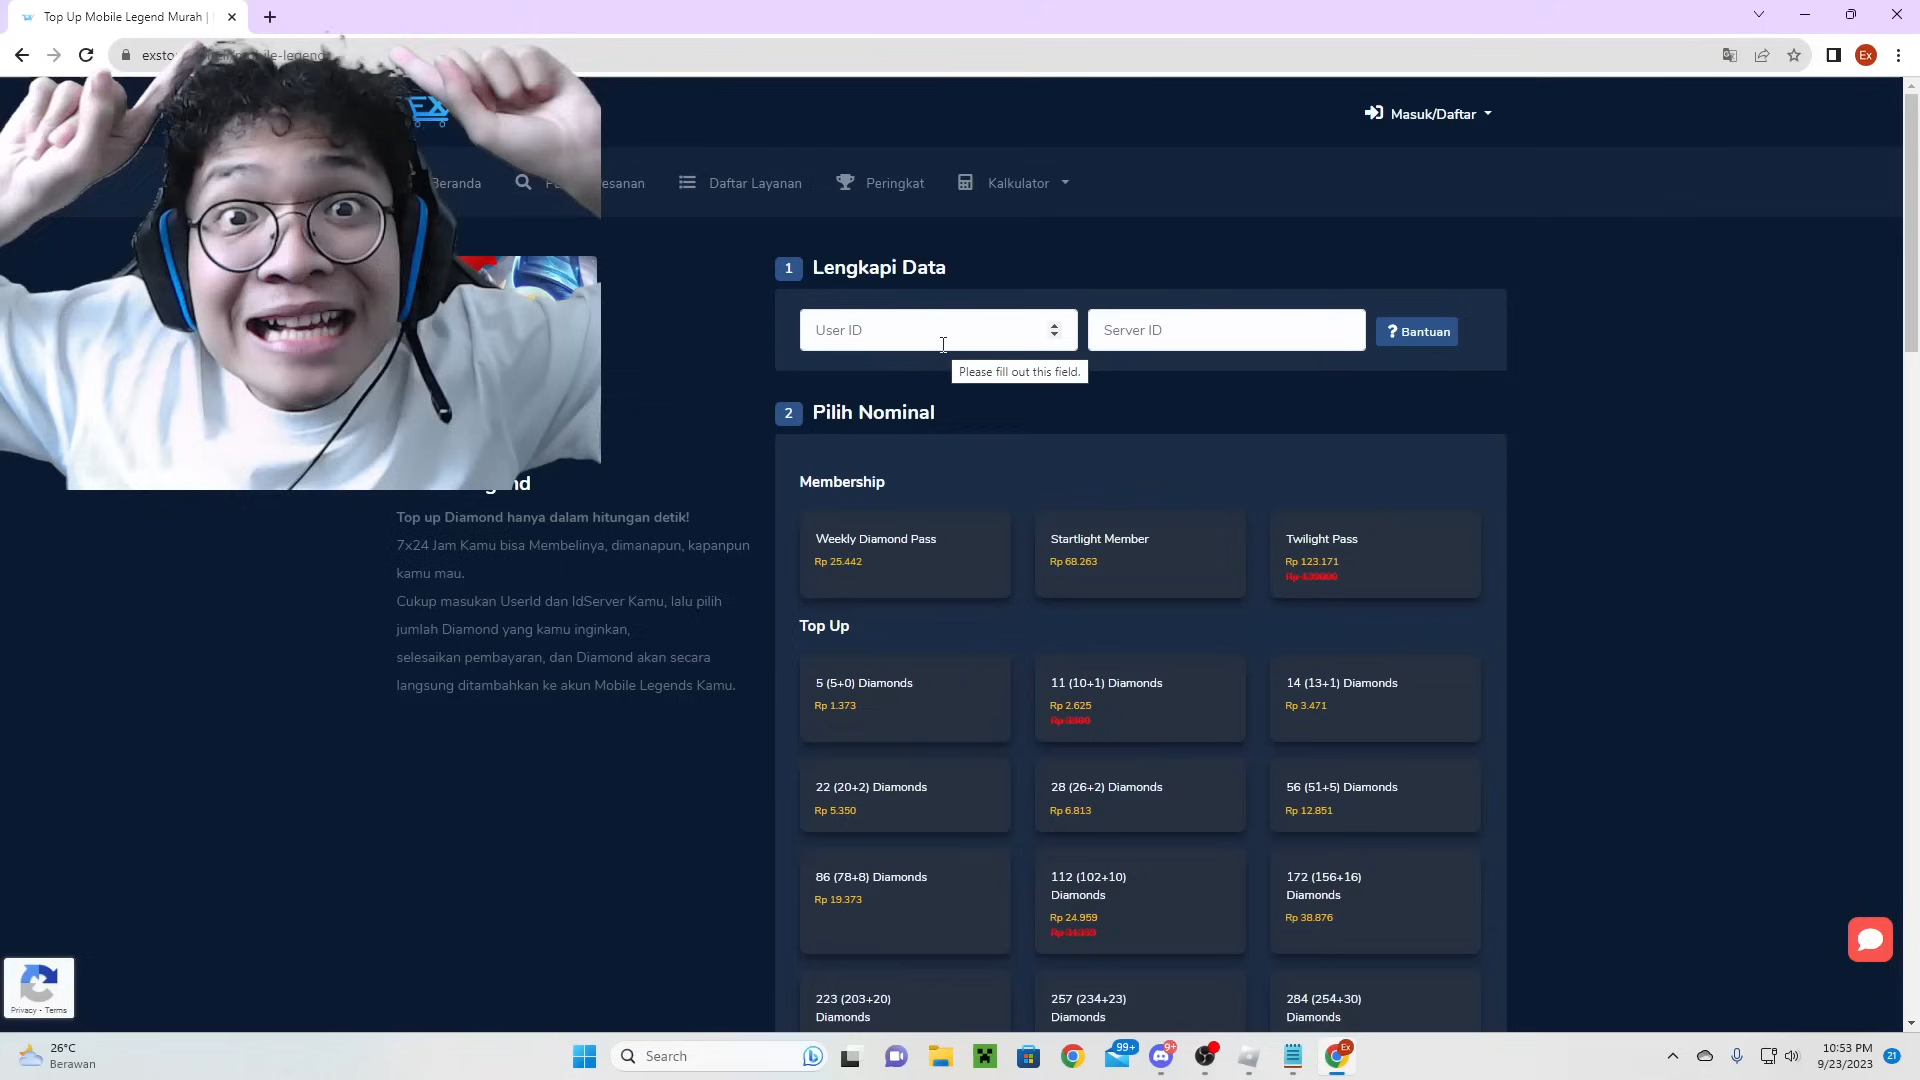 Top Up Mobile Legend Murah |
exsto
Ex
EX
Masuk/Daftar
Beranda
esanan
Daftar Layanan
Peringkat
Kalkulator
1 Lengkapi Data
User ID
Server ID
? Bantuan
Please fill out this field.
2 Pilih Nominal
Top up Diamond hanya dalam hitungan detik!
7x24 Jam Kamu bisa Membelinya, dimanapun, kapanpun
kamu mau.
Cukup masukan UserId dan IdServer Kamu, lalu pilih
jumlah Diamond yang kamu inginkan,
selesaikan pembayaran, dan Diamond akan secara
langsung ditambahkan ke akun Mobile Legends Kamu.
Membership
Weekly Diamond Pass
Rp 25.442
Startlight Member
Rp 68.263
Twilight Pass
Rp 123.171
Top Up
5 (5+0) Diamonds
Rp 1.373
11 (10+1) Diamonds
Rp 2.625
14 (13+1) Diamonds
Rp 3.471
22 (20+2) Diamonds
Rp 5.350
28 (26+2) Diamonds
Rp 6.813
56 (51+5) Diamonds
Rp 12.851
86 (78+8) Diamonds
Rp 19.373
112 (102+10)
Diamonds
Rp 24.959
172 (156+16)
Diamonds
Rp 38.876
223 (203+20)
Diamonds
257 (234+23)
Diamonds
284 (254+30)
Diamonds
Privacy - Terms
26°C
Berawan
Search
99+
9+
Ex
10:53 PM
9/23/2023
21